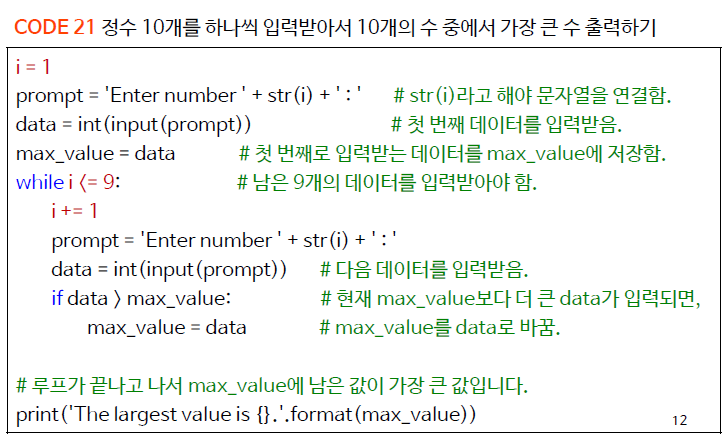 CODE 21 정수 10개를 하나씩 입력받아서 10개의 수 중에서 가장 큰 수 출력하기
i = 1
prompt = 'Enter number ' + str(i) + ' : '    # str(i)라고 해야 문자열을 연결함.
data = int(input(prompt))    # 첫 번째 데이터를 입력받음.
max_value = data    # 첫 번째로 입력받는 데이터를 max_value에 저장함.
while i <= 9:    # 남은 9개의 데이터를 입력받아야 함.
    i += 1
    prompt = 'Enter number ' + str(i) + ' : '
    data = int(input(prompt))    # 다음 데이터를 입력받음.
    if data > max_value:    # 현재 max_value보다 더 큰 data가 입력되면,
        max_value = data    # max_value를 data로 바꿈.
# 루프가 끝나고 나서 max_value에 남은 값이 가장 큰 값입니다.
print('The largest value is {}.'.format(max_value))
12